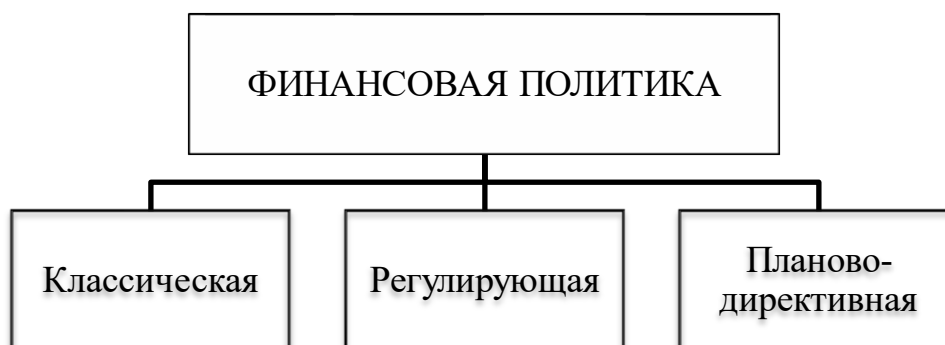 ФИНАНСОВАЯ ПОЛИТИКА
Классическая
Регулирующая
Планово-
директивная